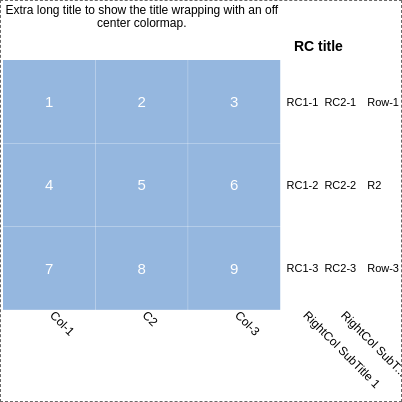 Extra long title to show the title wrapping with an off
center colormap.
RC title
1 2 3 RC1-1 RC2-1 Row-1
4 5 6 RC1-2 RC2-2 R2
7 8 9 RC1-3 RC2-3 Row-3
Col-1 C2 Col-3 RightCol SubTitle 1 RightCol SubT...